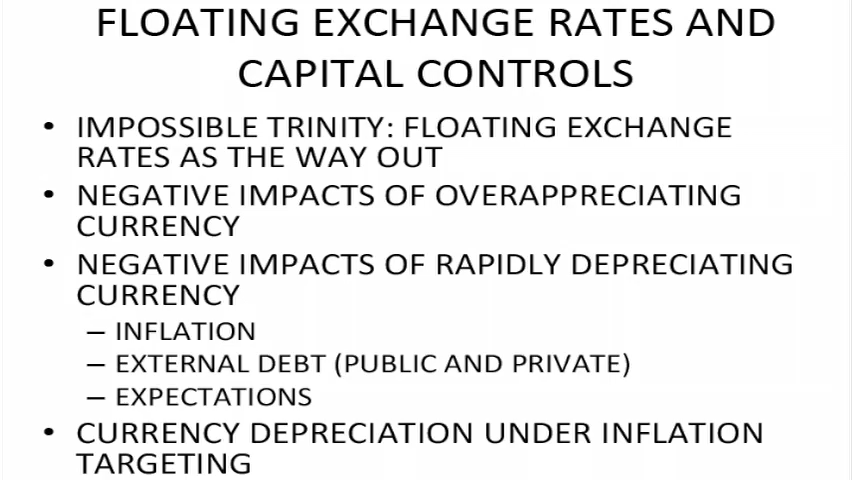 FLOATING EXCHANGE RATES AND
CAPITAL CONTROLS
• IMPOSSIBLE TRINITY: FLOATING EXCHANGE
RATES AS THE WAY OUT
• NEGATIVE IMPACTS OF OVERAPPRECIATING
CURRENCY
• NEGATIVE IMPACTS OF RAPIDLY DEPRECIATING
CURRENCY
– INFLATION
– EXTERNAL DEBT (PUBLIC AND PRIVATE)
– EXPECTATIONS
• CURRENCY DEPRECIATION UNDER INFLATION
TARGETING